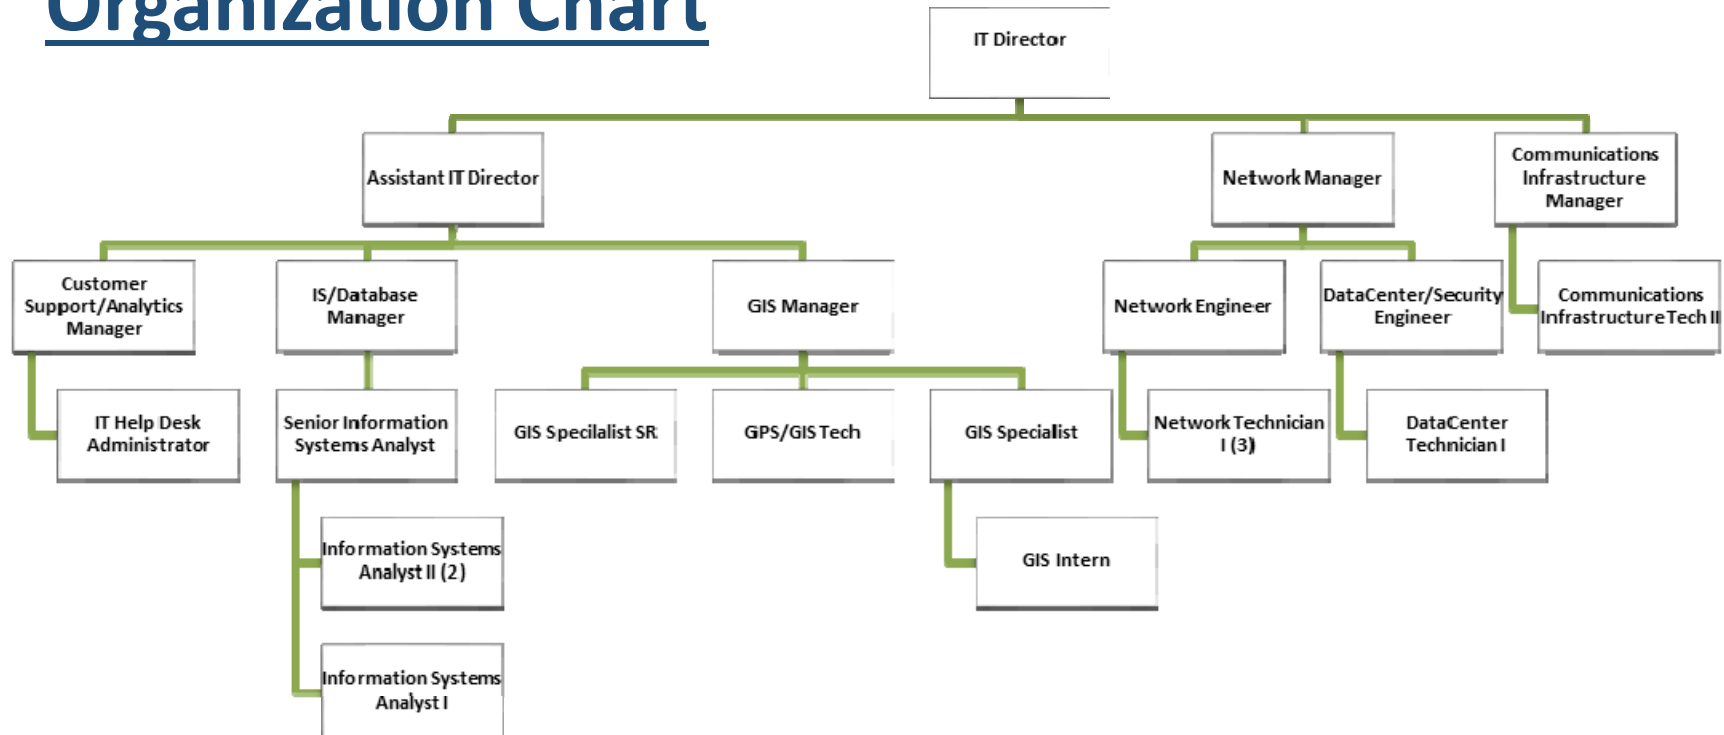 Organization Chart
IT Director
Assistant IT Director
Network Manager
Communications
Infrastructure
Manager
Customer
Support/Analytics
Manager
IS/Database
Manager
GIS Manager
Network Engineer
DataCenter/Security
Engineer
Communications
Infrastructure Tech II
IT Help Desk
Administrator
Senior Information
Systems Analyst
GIS Specilalist SR
GPS/GIS Tech
GIS Specialist
Network Technician
I (3)
DataCenter
Technician I
Information Systems
Analyst II (2)
GIS Intern
Information Systems
Analyst I